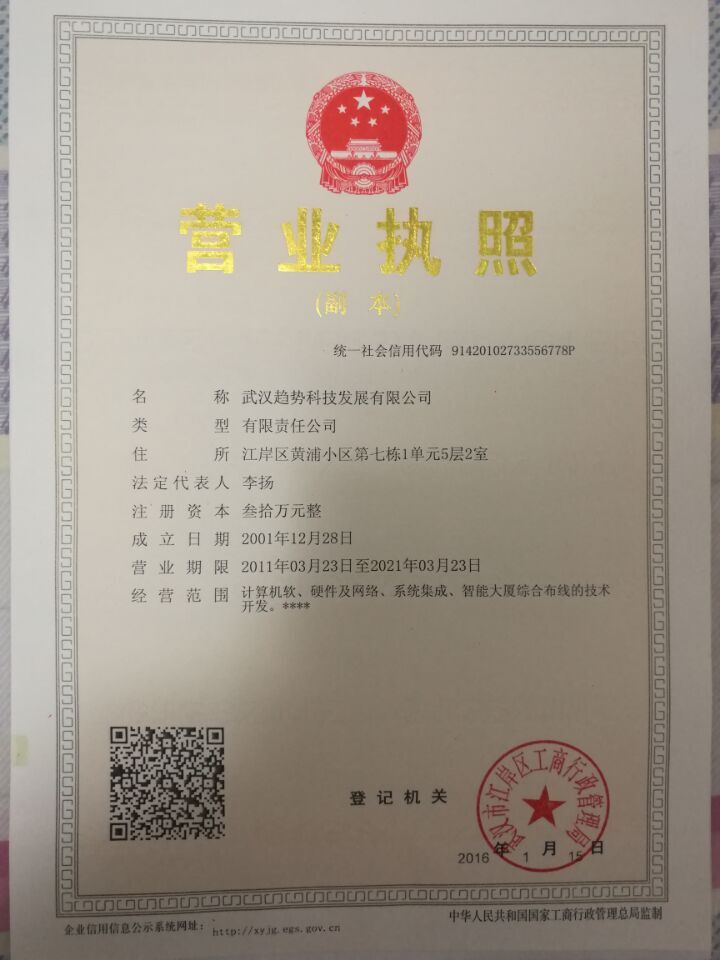 营业执照
(副本)
统一社会信用代码 91420102733556778P
名称 武汉趋势科技发展有限公司
类型 有限责任公司
住所 江岸区黄浦小区第七栋1单元5层2室
法定代表人 李扬
注册资本 叁拾万元整
成立日期 2001年12月28日
营业期限 2011年03月23日至2021年03月23日
经营范围 计算机软、硬件及网络、系统集成、智能大厦综合布线的技术
开发。****
武汉市江岸区工商行政管理局
登记机关
2016年1月15日
企业信用信息公示系统网址: http://xyjg.egs.gov.cn
中华人民共和国国家工商行政管理总局监制